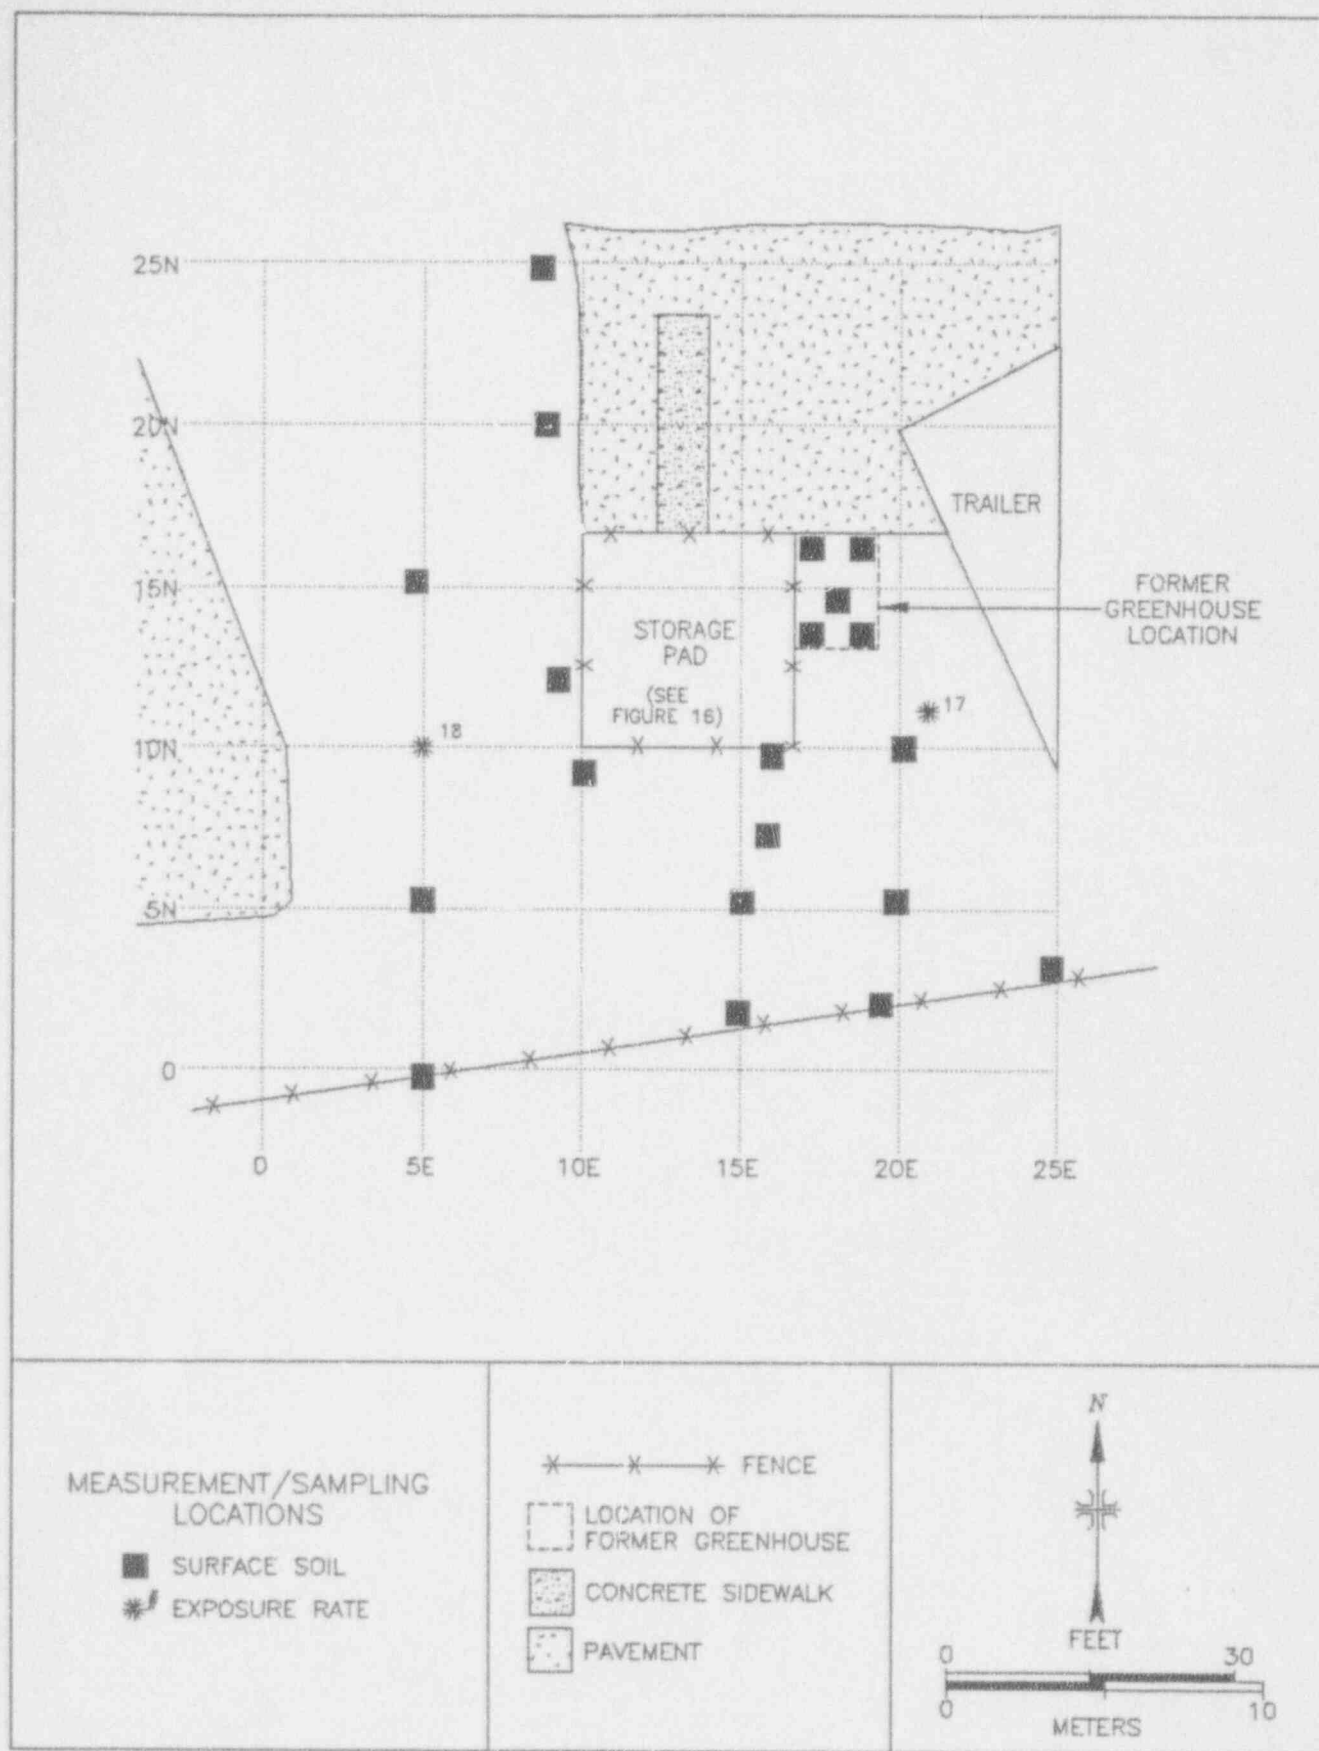 25N
20N
TRAILER
15N
FORMER
GREENHOUSE
LOCATION
STORAGE
PAD
(SEE
FIGURE 16)
17
18
10N
5N
0
0
5E
10E
15E
20E
25E
MEASUREMENT/SAMPLING
LOCATIONS
SURFACE SOIL
# EXPOSURE RATE
FENCE
LOCATION OF
FORMER GREENHOUSE
CONCRETE SIDEWALK
PAVEMENT
N
FEET
0 30
0 10
METERS